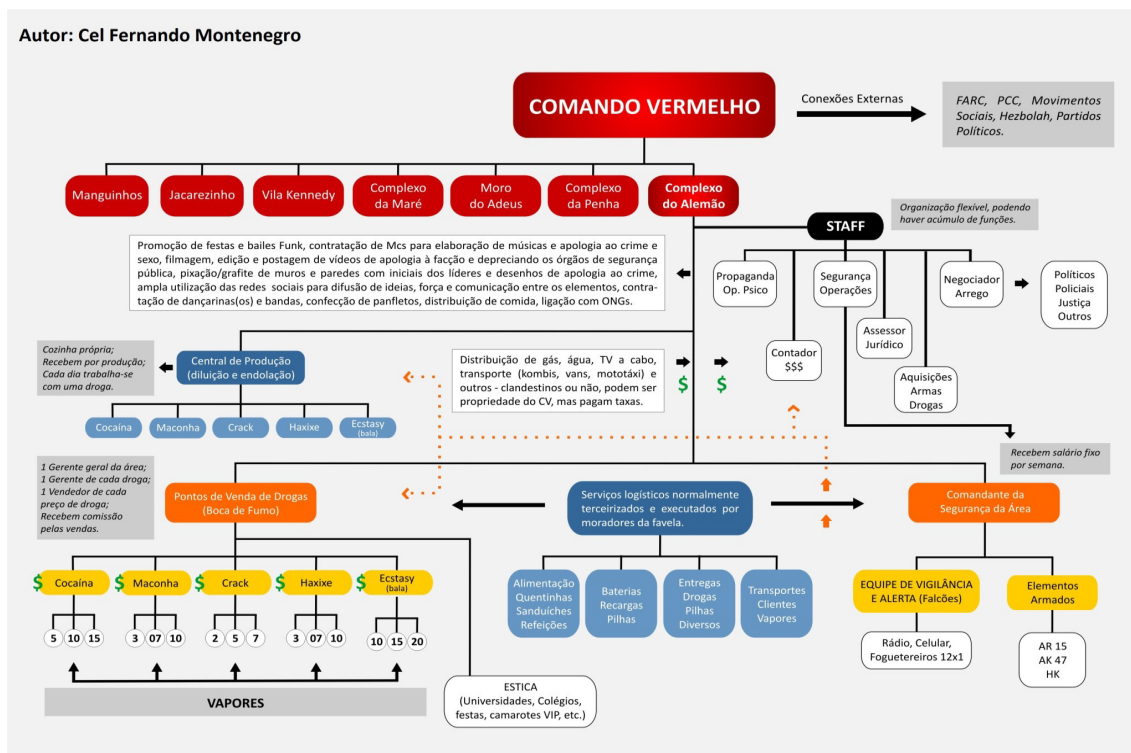 Autor: Cel Fernando Montenegro
COMANDO VERMELHO
Conexões Externas
FARC, PCC, Movimentos
Sociais, Hezbolah, Partidos
Políticos.
Manguinhos
Jacarezinho
Vila Kennedy
Complexo
da Maré
Moro
do Adeus
Complexo
da Penha
Complexo
do Alemão
Organização flexível, podendo
haver acúmulo de funções.
STAFF
Promoção de festas e bailes Funk, contratação de Mcs para elaboração de músicas e apologia ao crime e
sexo, filmagem, edição e postagem de vídeos de apologia à facção e depreciando os órgãos de segurança
pública, pixação/grafite de muros e paredes com iniciais dos líderes e desenhos de apologia ao crime,
ampla utilização das redes sociais para difusão de ideias, força e comunicação entre os elementos, contra-
tação de dançarinas(os) e bandas, confecção de panfletos, distribuição de comida, ligação com ONGs.
Propaganda
Op. Psico
Segurança
Operações
Negociador
Arrego
Políticos
Policiais
Justiça
Outros
Contador
$$$
Assessor
Jurídico
Aquisições
Armas
Drogas
Cozinha própria;
Recebem por produção;
Cada dia trabalha-se
com uma droga.
Central de Produção
(diluição e endolação)
Cocaína
Maconha
Crack
Haxixe
Ecstasy
(bala)
Distribuição de gás, água, TV a cabo,
transporte (kombis, vans, mototáxi) e
outros - clandestinos ou não, podem ser
propriedade do CV, mas pagam taxas.
$ $
Recebem salário fixo
por semana.
1 Gerente geral da área;
1 Gerente de cada droga;
1 Vendedor de cada
preço de droga;
Recebem comissão
pelas vendas.
Pontos de Venda de Drogas
(Boca de Fumo)
Serviços logísticos normalmente
terceirizados e executados por
moradores da favela.
Comandante da
Segurança da Área
$ Cocaína
$ Maconha
$ Crack
$ Haxixe
$ Ecstasy
(bala)
5 10 15
3 07 10
2 5 7
3 07 10
10 15 20
VAPORES
ESTICA
(Universidades, Colégios,
festas, camarotes VIP, etc.)
Alimentação
Quentinhas
Sanduíches
Refeições
Baterias
Recargas
Pilhas
Entregas
Drogas
Pilhas
Diversos
Transportes
Clientes
Vapores
EQUIPE DE VIGILÂNCIA
E ALERTA (Falcões)
Rádio, Celular,
Foguetereiros 12x1
Elementos
Armados
AR 15
AK 47
HK